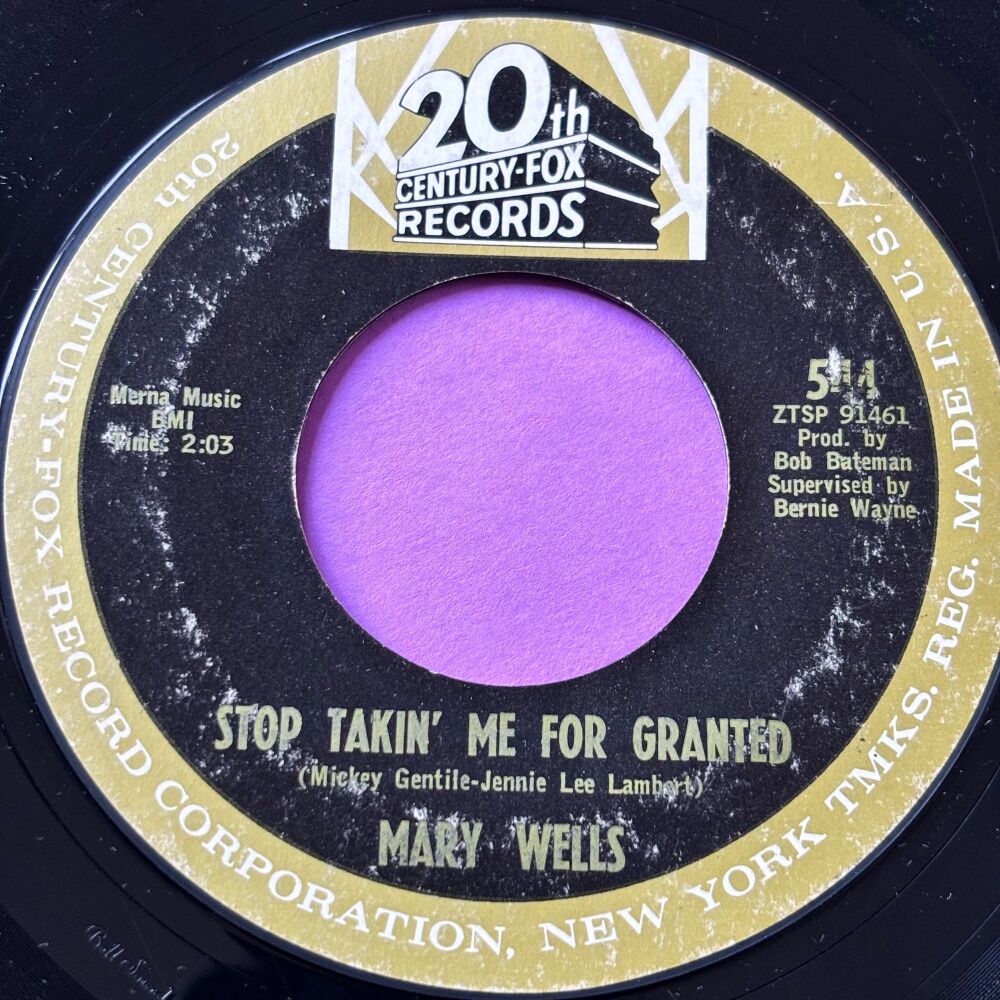 20th
CENTURY-FOX
RECORDS
Merna Music
BMI
Time: 2:03
544
ZTSP 91461
Prod. by
Bob Bateman
Supervised by
Bernie Wayne
STOP TAKIN' ME FOR GRANTED
(Mickey Gentile-Jennie Lee Lambert)
MARY WELLS
20th CENTURY-FOX RECORD CORPORATION, NEW YORK TMKS. REG. MADE IN U.S.A.